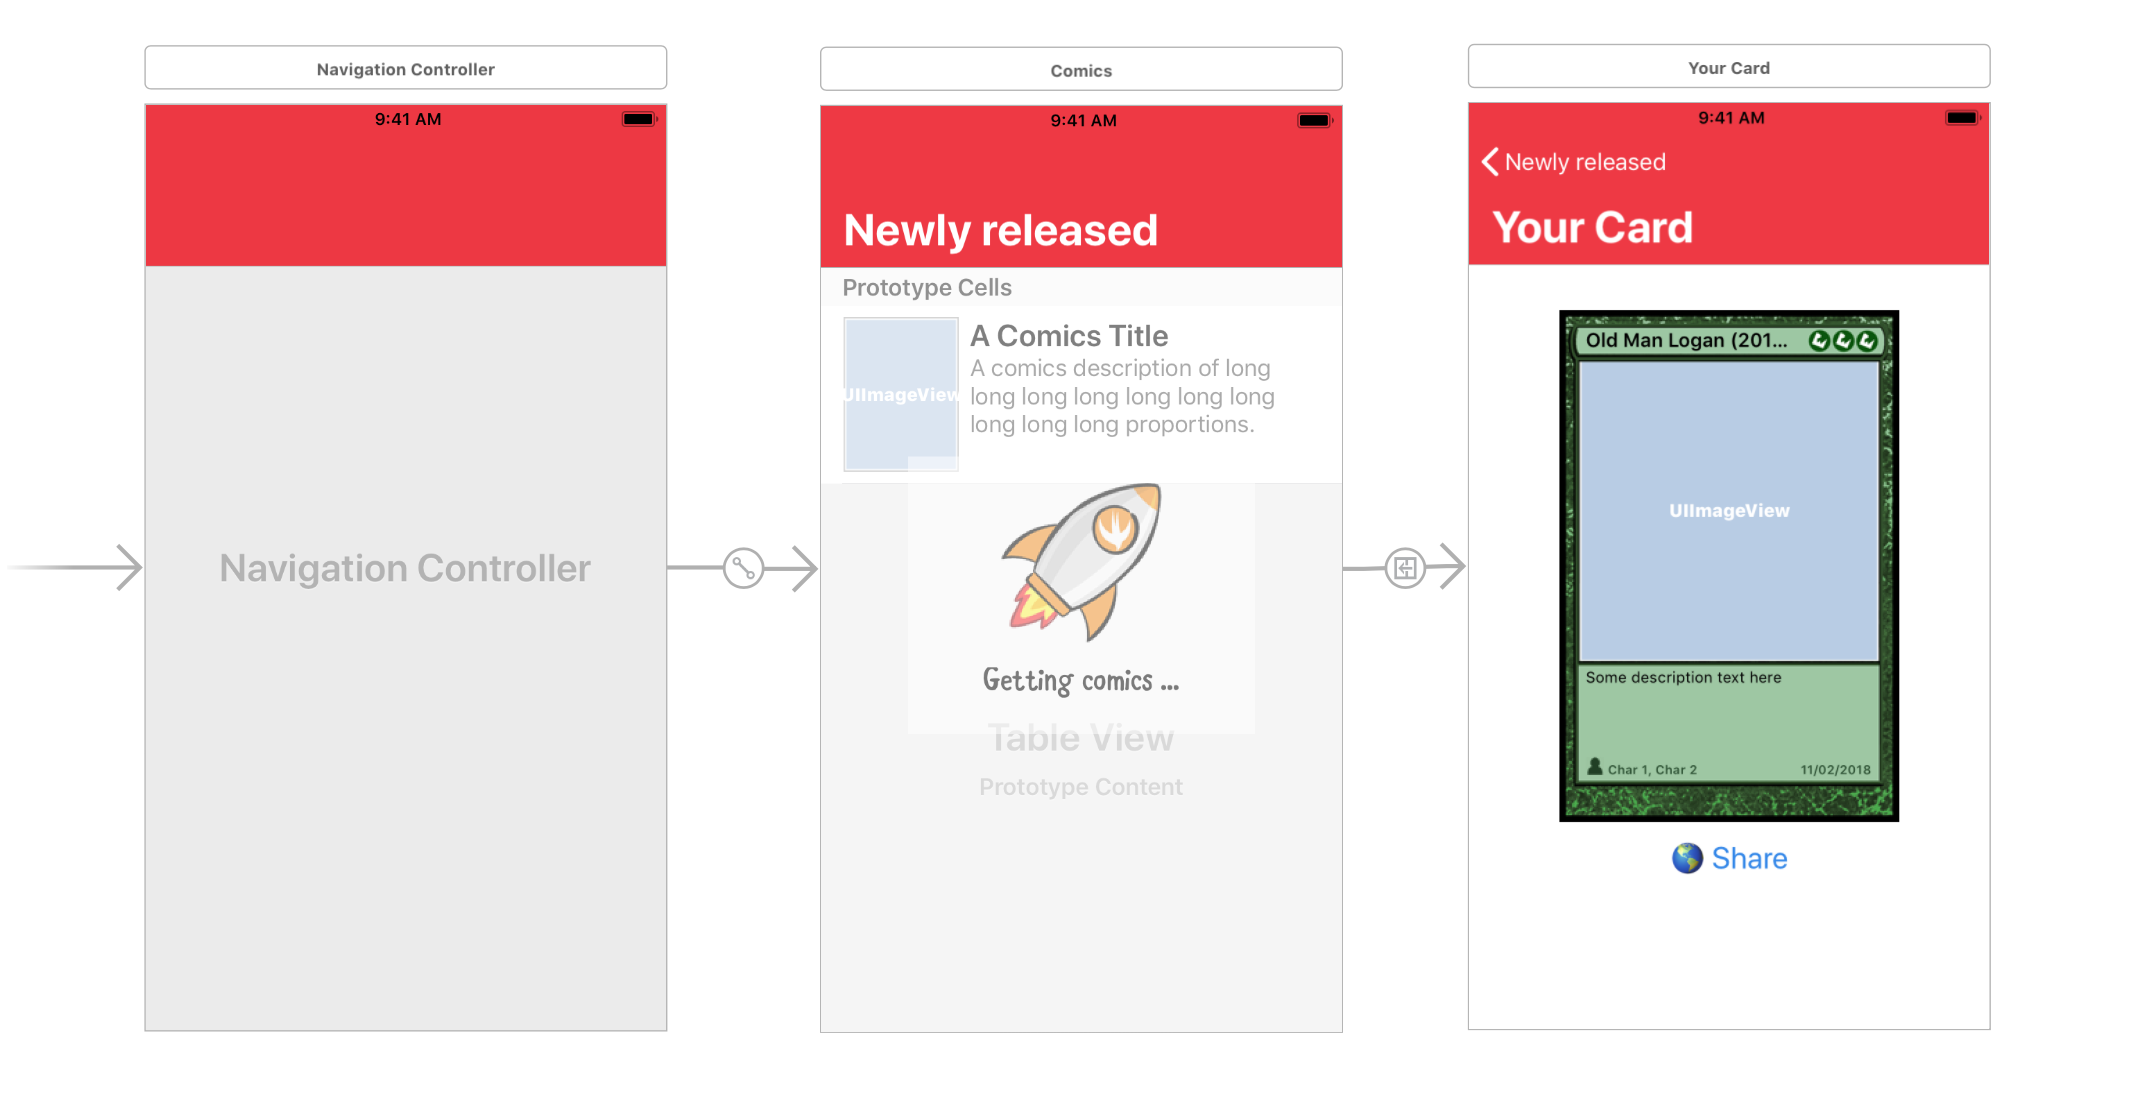 Navigation Controller
9:41 AM
Navigation Controller
Comics
9:41 AM
Newly released
Prototype Cells
UIImageView
A Comics Title
A comics description of long
long long long long long long
long long long proportions.
Getting comics ...
Table View
Prototype Content
Your Card
9:41 AM
Newly released
Your Card
Old Man Logan (201...
UIImageView
Some description text here
Char 1, Char 2
11/02/2018
Share